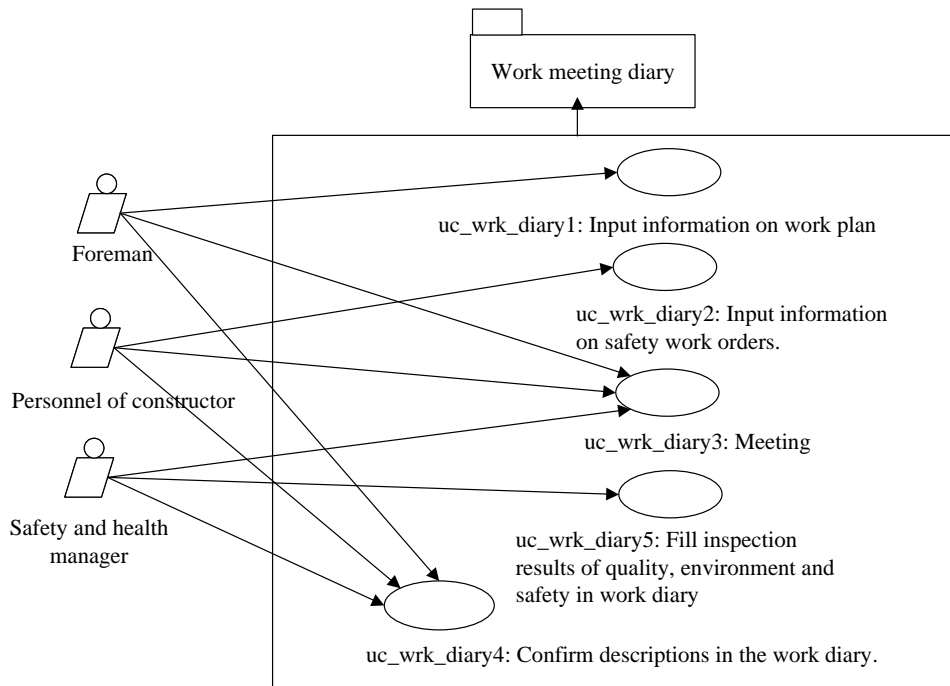 Work meeting diary
uc_wrk_diary1: Input information on work plan
Foreman
uc_wrk_diary2: Input information
on safety work orders.
Personnel of constructor
uc_wrk_diary3: Meeting
Safety and health
manager
uc_wrk_diary5: Fill inspection
results of quality, environment and
safety in work diary
uc_wrk_diary4: Confirm descriptions in the work diary.